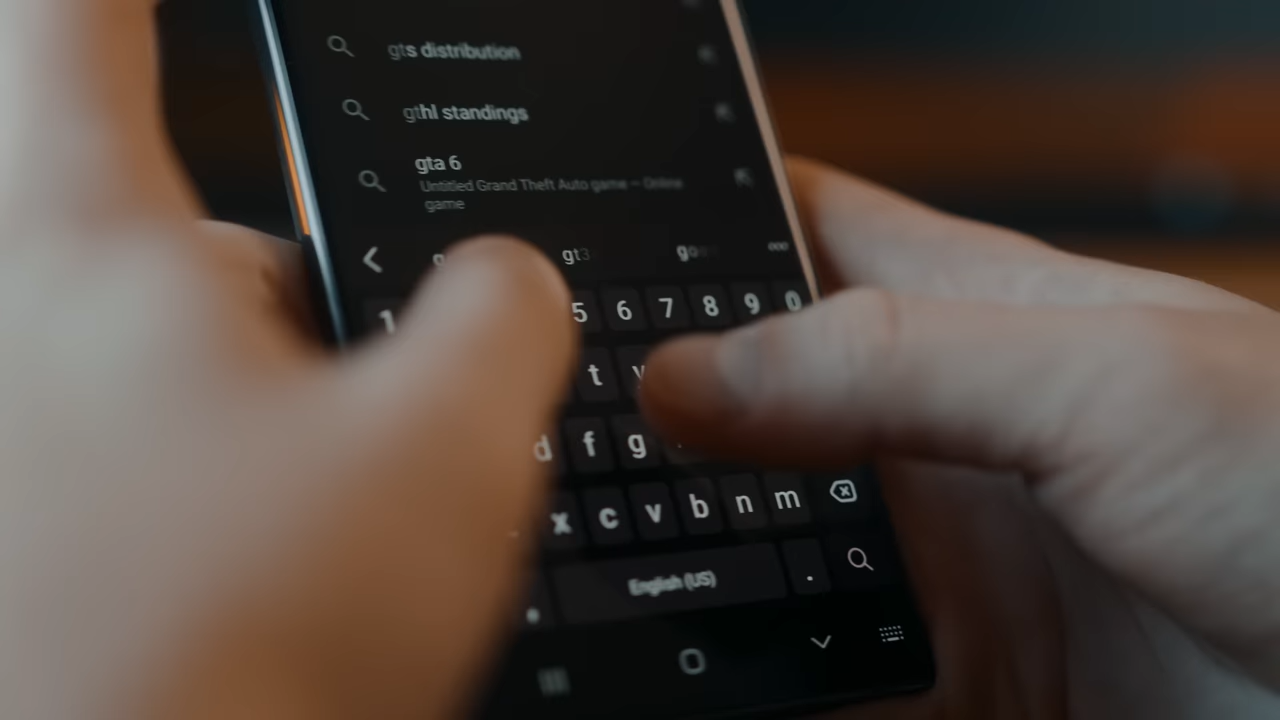 gts distribution
gthl standings
gta 6
Untitled Grand Theft Auto game — Online
game
gt3
1 5 6 7 8 9 0
t y
d f g
x c v b n m
English (US) .